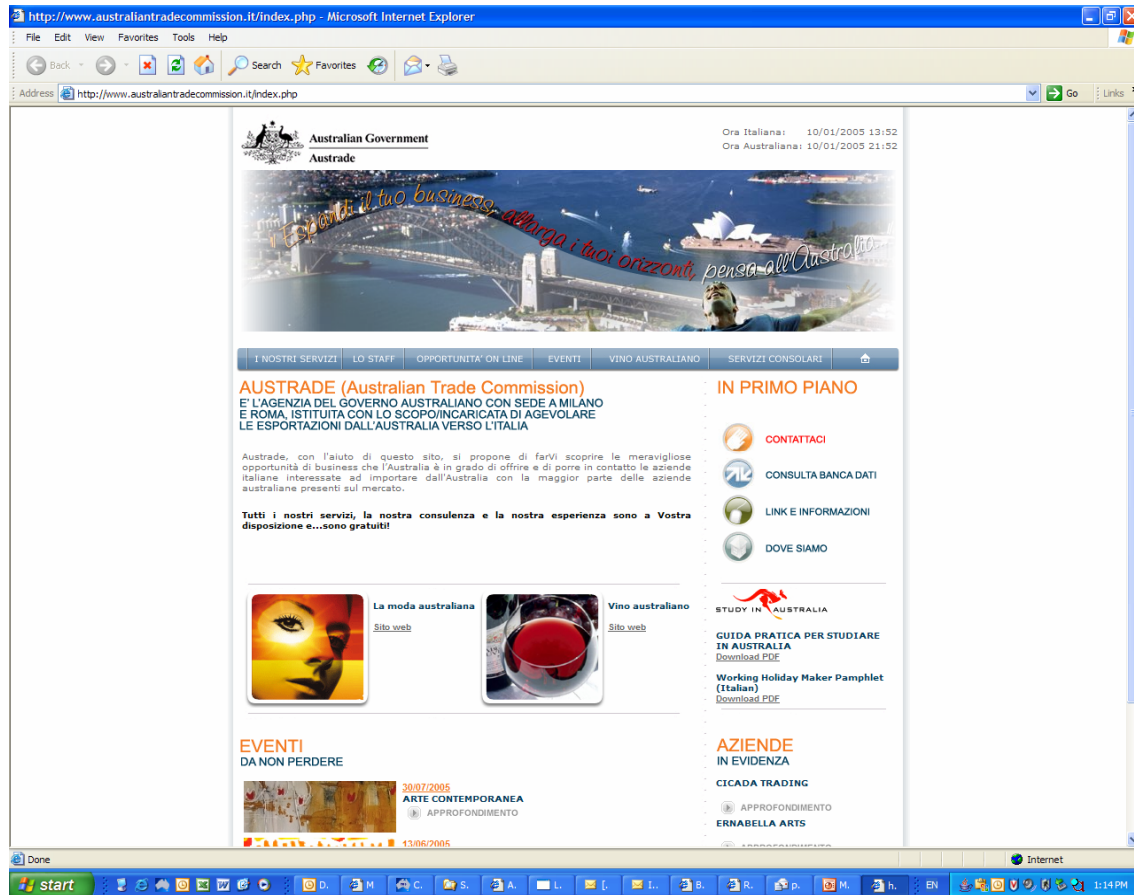 http://www.australiantradecommission.it/index.php - Microsoft Internet Explorer
File Edit View Favorites Tools Help
Back Search Favorites
Address http://www.australiantradecommission.it/index.php Go Links
Australian Government
Austrade
Ora Italiana: 10/01/2005 13:52
Ora Australiana: 10/01/2005 21:52
Espandi il tuo business, allarga i tuoi orizzonti, pensa all'Australia
I NOSTRI SERVIZI LO STAFF OPPORTUNITA' ON LINE EVENTI VINO AUSTRALIANO SERVIZI CONSOLARI
AUSTRADE (Australian Trade Commission)
E' L'AGENZIA DEL GOVERNO AUSTRALIANO CON SEDE A MILANO
E ROMA, ISTITUITA CON LO SCOPO/INCARICATA DI AGEVOLARE
LE ESPORTAZIONI DALL'AUSTRALIA VERSO L'ITALIA
Austrade, con l'aiuto di questo sito, si propone di farVi scoprire le meravigliose
opportunità di business che l'Australia è in grado di offrire e di porre in contatto le aziende
italiane interessate ad importare dall'Australia con la maggior parte delle aziende
australiane presenti sul mercato.
Tutti i nostri servizi, la nostra consulenza e la nostra esperienza sono a Vostra
disposizione e...sono gratuiti!
IN PRIMO PIANO
CONTATTACI
CONSULTA BANCA DATI
LINK E INFORMAZIONI
DOVE SIAMO
La moda australiana
Sito web
Vino australiano
Sito web
STUDY IN AUSTRALIA
GUIDA PRATICA PER STUDIARE
IN AUSTRALIA
Download PDF
Working Holiday Maker Pamphlet
(Italian)
Download PDF
EVENTI
DA NON PERDERE
30/07/2005
ARTE CONTEMPORANEA
APPROFONDIMENTO
13/06/2005
AZIENDE
IN EVIDENZA
CICADA TRADING
APPROFONDIMENTO
ERNABELLA ARTS
APPROFONDIMENTO
Done Internet
start D. M C. S. A. L. [. I.. B. R. p. M. h. EN 1:14 PM